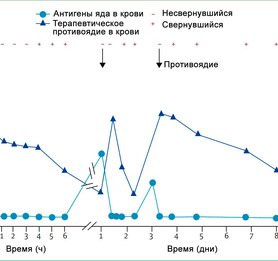 Антигены яда в крови
Терапевтическое
противоядие в крови
– Несвернувшийся
+ Свернувшийся
– – – – + + – – + + + – + + + +
Противоядие
1 2 3 4 5 6 1 2 3 4 5 6 7 8
Время (ч) Время (дни)